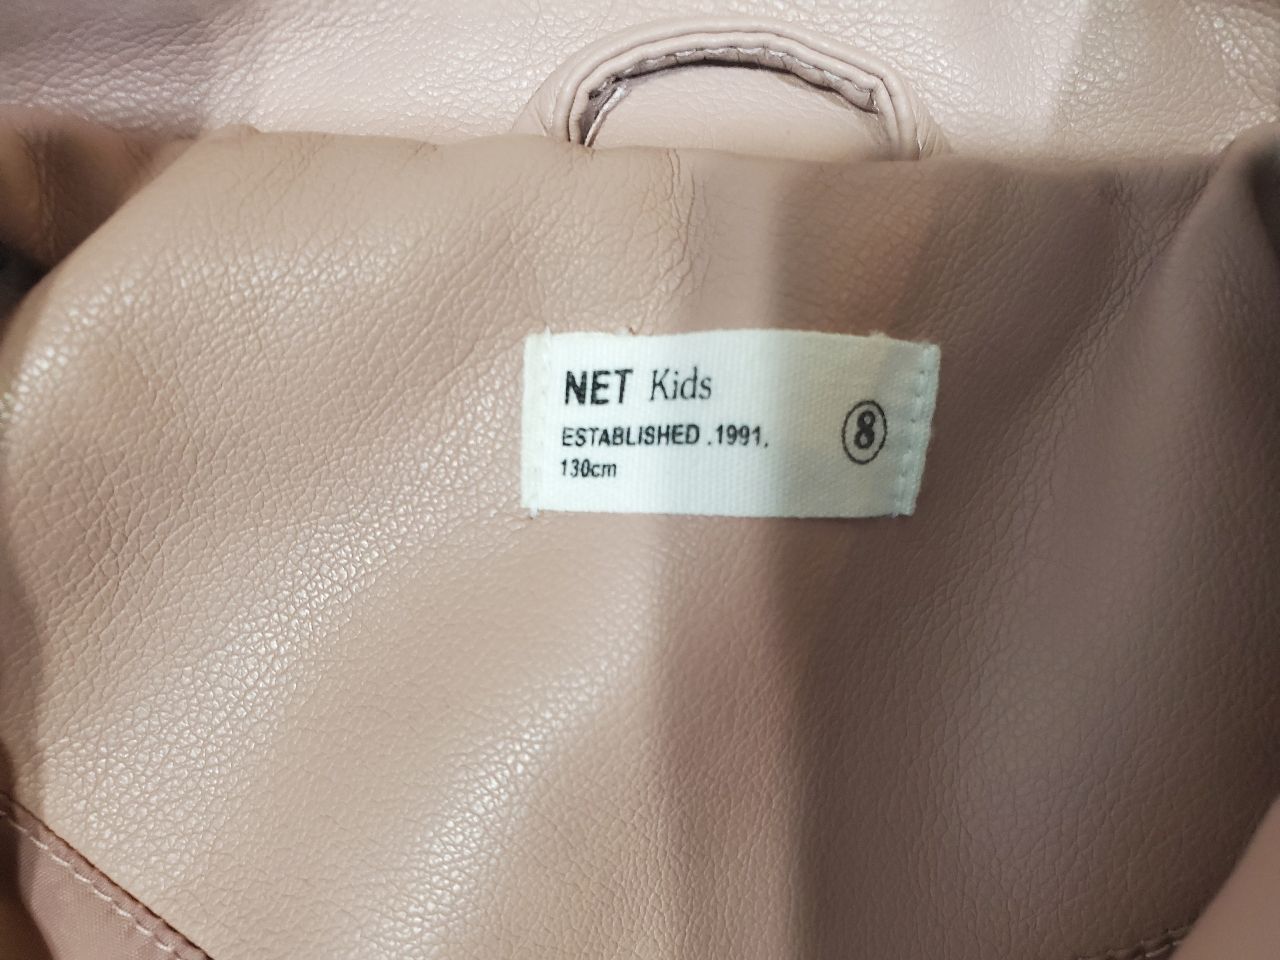 NET Kids
ESTABLISHED .1991.
130cm
8